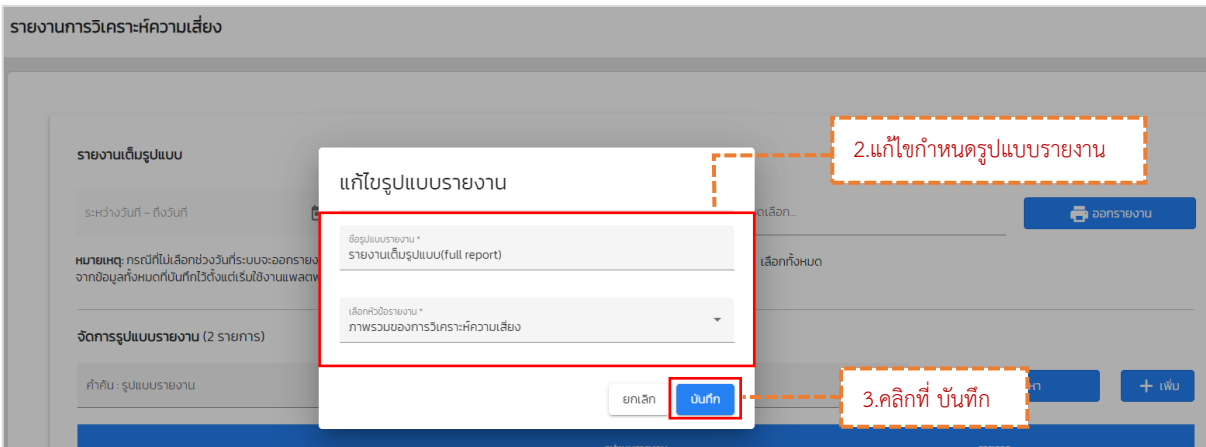 รายงานการวิเคราะห์ความเสี่ยง
รายงานเต็มรูปแบบ
2.แก้ไขกำหนดรูปแบบรายงาน
แก้ไขรูปแบบรายงาน
ระหว่างวันที่ - ถึงวันที่
ออกรายงาน
ชื่อรูปแบบรายงาน *
รายงานเต็มรูปแบบ(full report)
หมายเหตุ: กรณีที่ไม่เลือกช่วงวันที่ระบบจะออกรายง
เลือกทั้งหมด
จากข้อมูลทั้งหมดที่บันทึกไว้ตั้งแต่เริ่มใช้งานแพลตฟ
เลือกหัวข้อรายงาน *
ภาพรวมของการวิเคราะห์ความเสี่ยง
จัดการรูปแบบรายงาน (2 รายการ)
คำค้น : รูปแบบรายงาน
ยกเลิก
บันทึก
3.คลิกที่ บันทึก
เพิ่ม